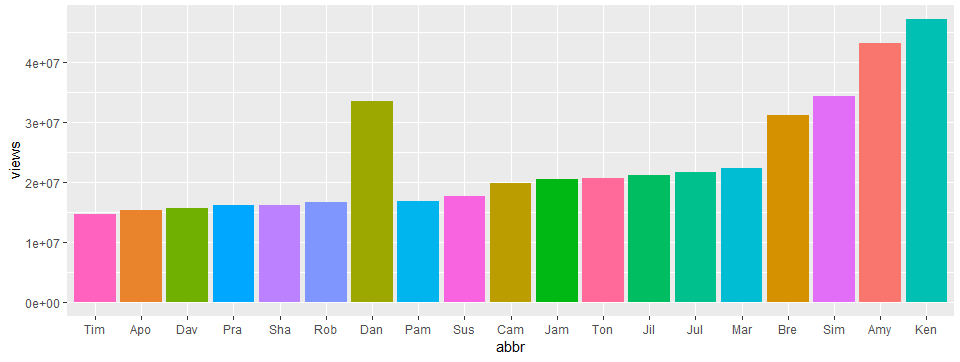 views
4e+07
3e+07
2e+07
1e+07
0e+00
Tim Apo Dav Pra Sha Rob Dan Pam Sus Cam Jam Ton Jil Jul Mar Bre Sim Amy Ken
abbr